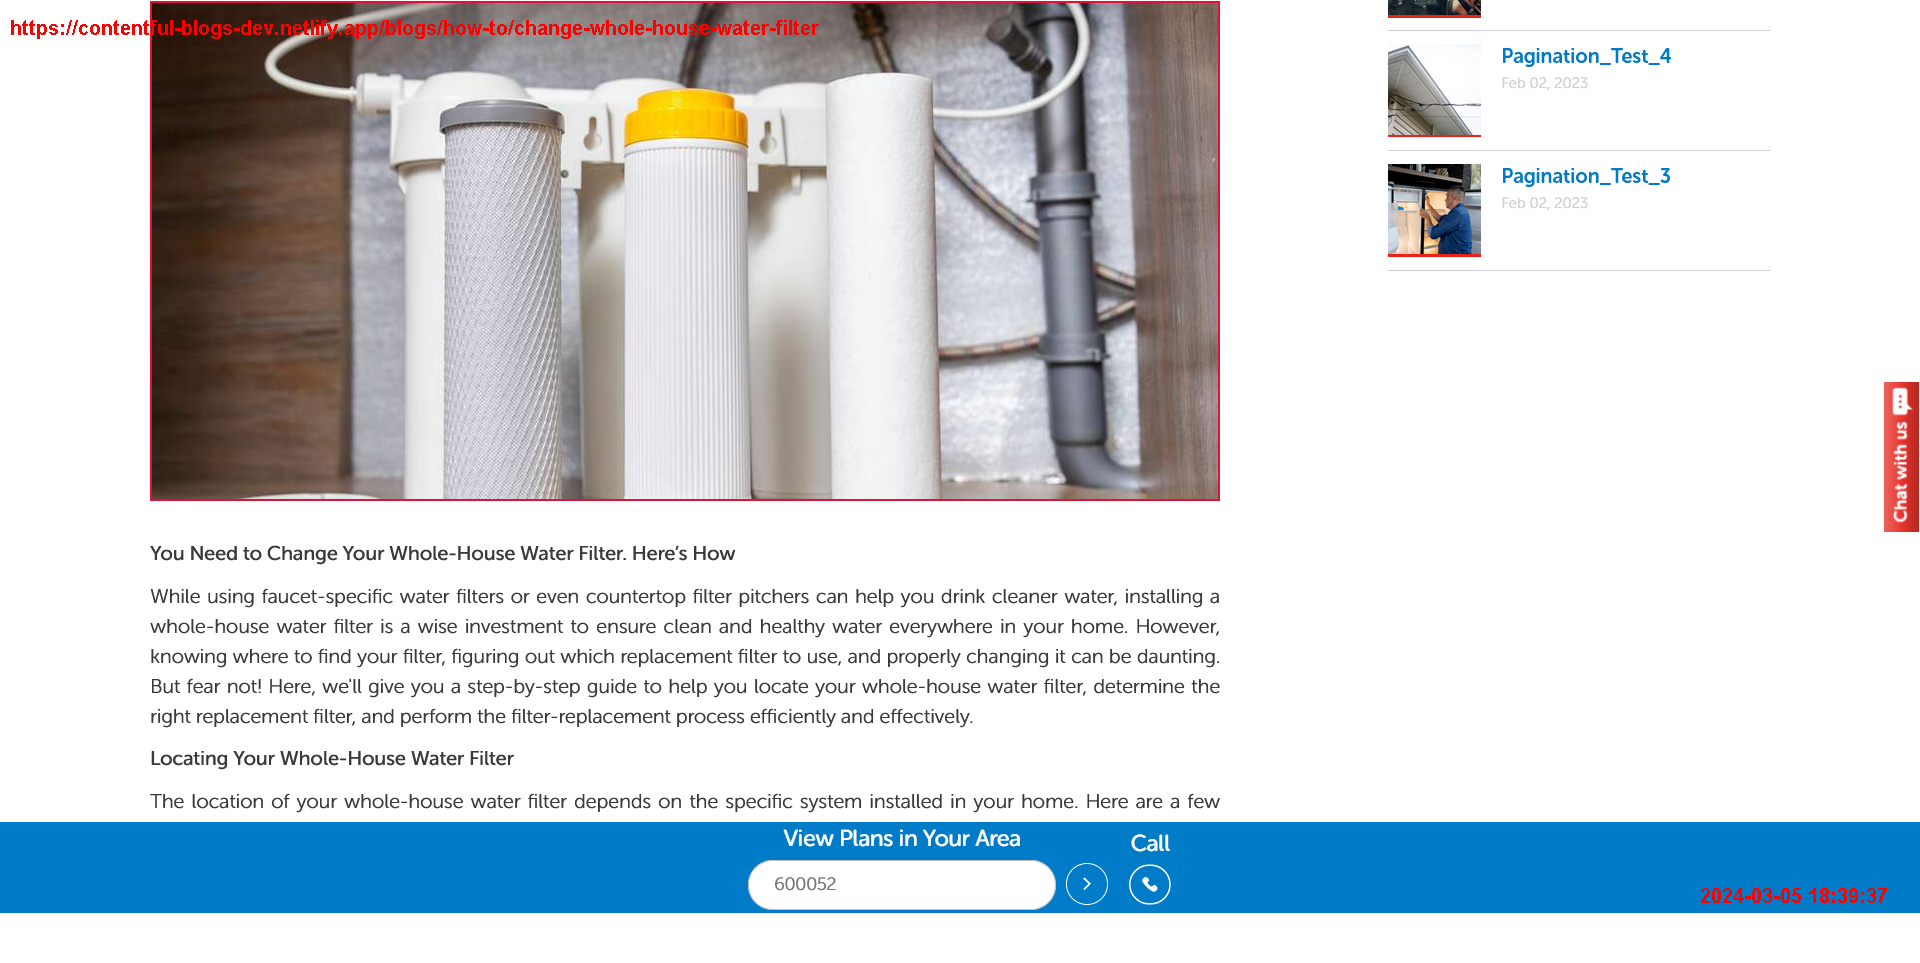 https://contentful-blogs-dev.netlify.app/blogs/how-to/change-whole-house-water-filter
Pagination_Test_4
Feb 02, 2023
Pagination_Test_3
Feb 02, 2023
Chat with us
You Need to Change Your Whole-House Water Filter. Here’s How
While using faucet-specific water filters or even countertop filter pitchers can help you drink cleaner water, installing a
whole-house water filter is a wise investment to ensure clean and healthy water everywhere in your home. However,
knowing where to find your filter, figuring out which replacement filter to use, and properly changing it can be daunting.
But fear not! Here, we'll give you a step-by-step guide to help you locate your whole-house water filter, determine the
right replacement filter, and perform the filter-replacement process efficiently and effectively.
Locating Your Whole-House Water Filter
The location of your whole-house water filter depends on the specific system installed in your home. Here are a few
View Plans in Your Area
Call
600052
2024-03-05 18:39:37